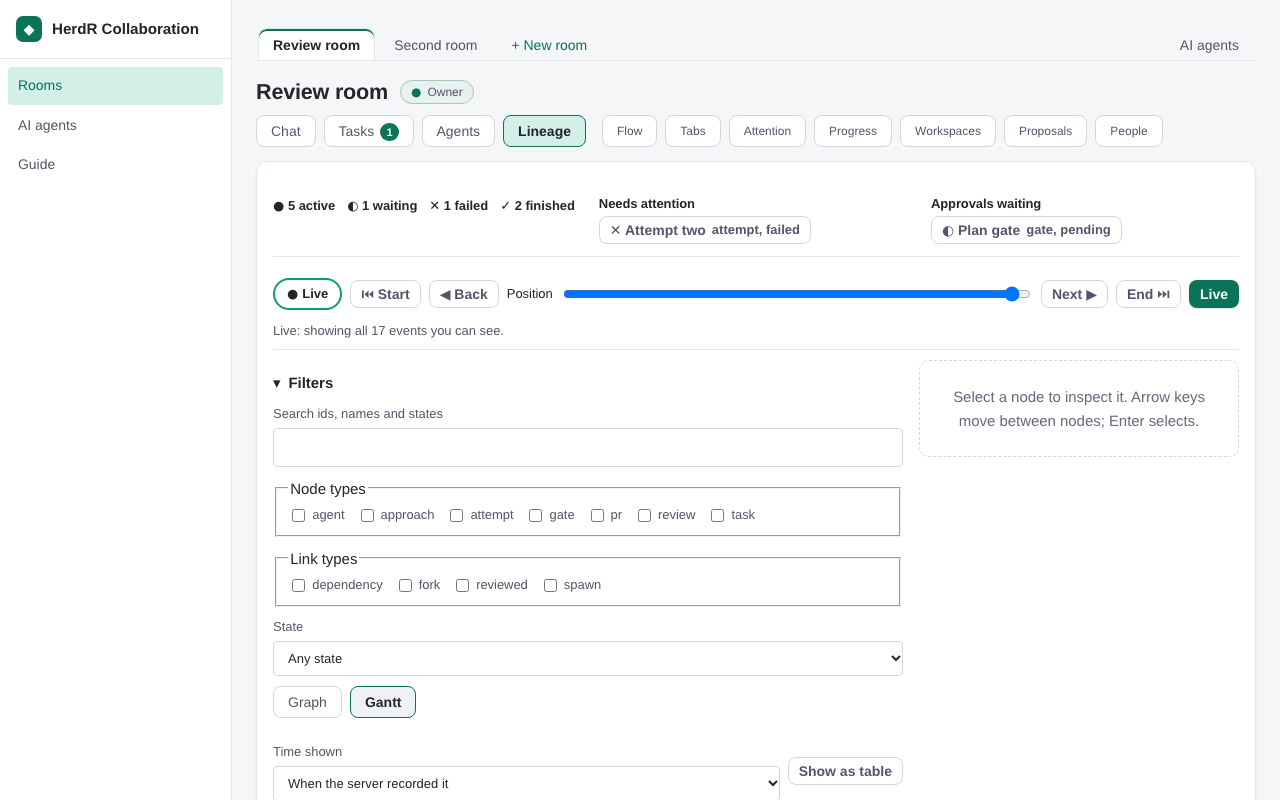 HerdR Collaboration
Rooms
AI agents
Guide
Review room
Second room
+ New room
AI agents
Review room
Owner
Chat
Tasks 1
Agents
Lineage
Flow
Tabs
Attention
Progress
Workspaces
Proposals
People
● 5 active ◐ 1 waiting ✕ 1 failed ✓ 2 finished
Needs attention
✕ Attempt two attempt, failed
Approvals waiting
◐ Plan gate gate, pending
● Live
⏮ Start
◀ Back
Position
Next ▶
End ⏭
Live
Live: showing all 17 events you can see.
▾ Filters
Search ids, names and states
Node types
agent approach attempt gate pr review task
Link types
dependency fork reviewed spawn
State
Any state
Graph
Gantt
Time shown
When the server recorded it
Show as table
Select a node to inspect it. Arrow keys
move between nodes; Enter selects.